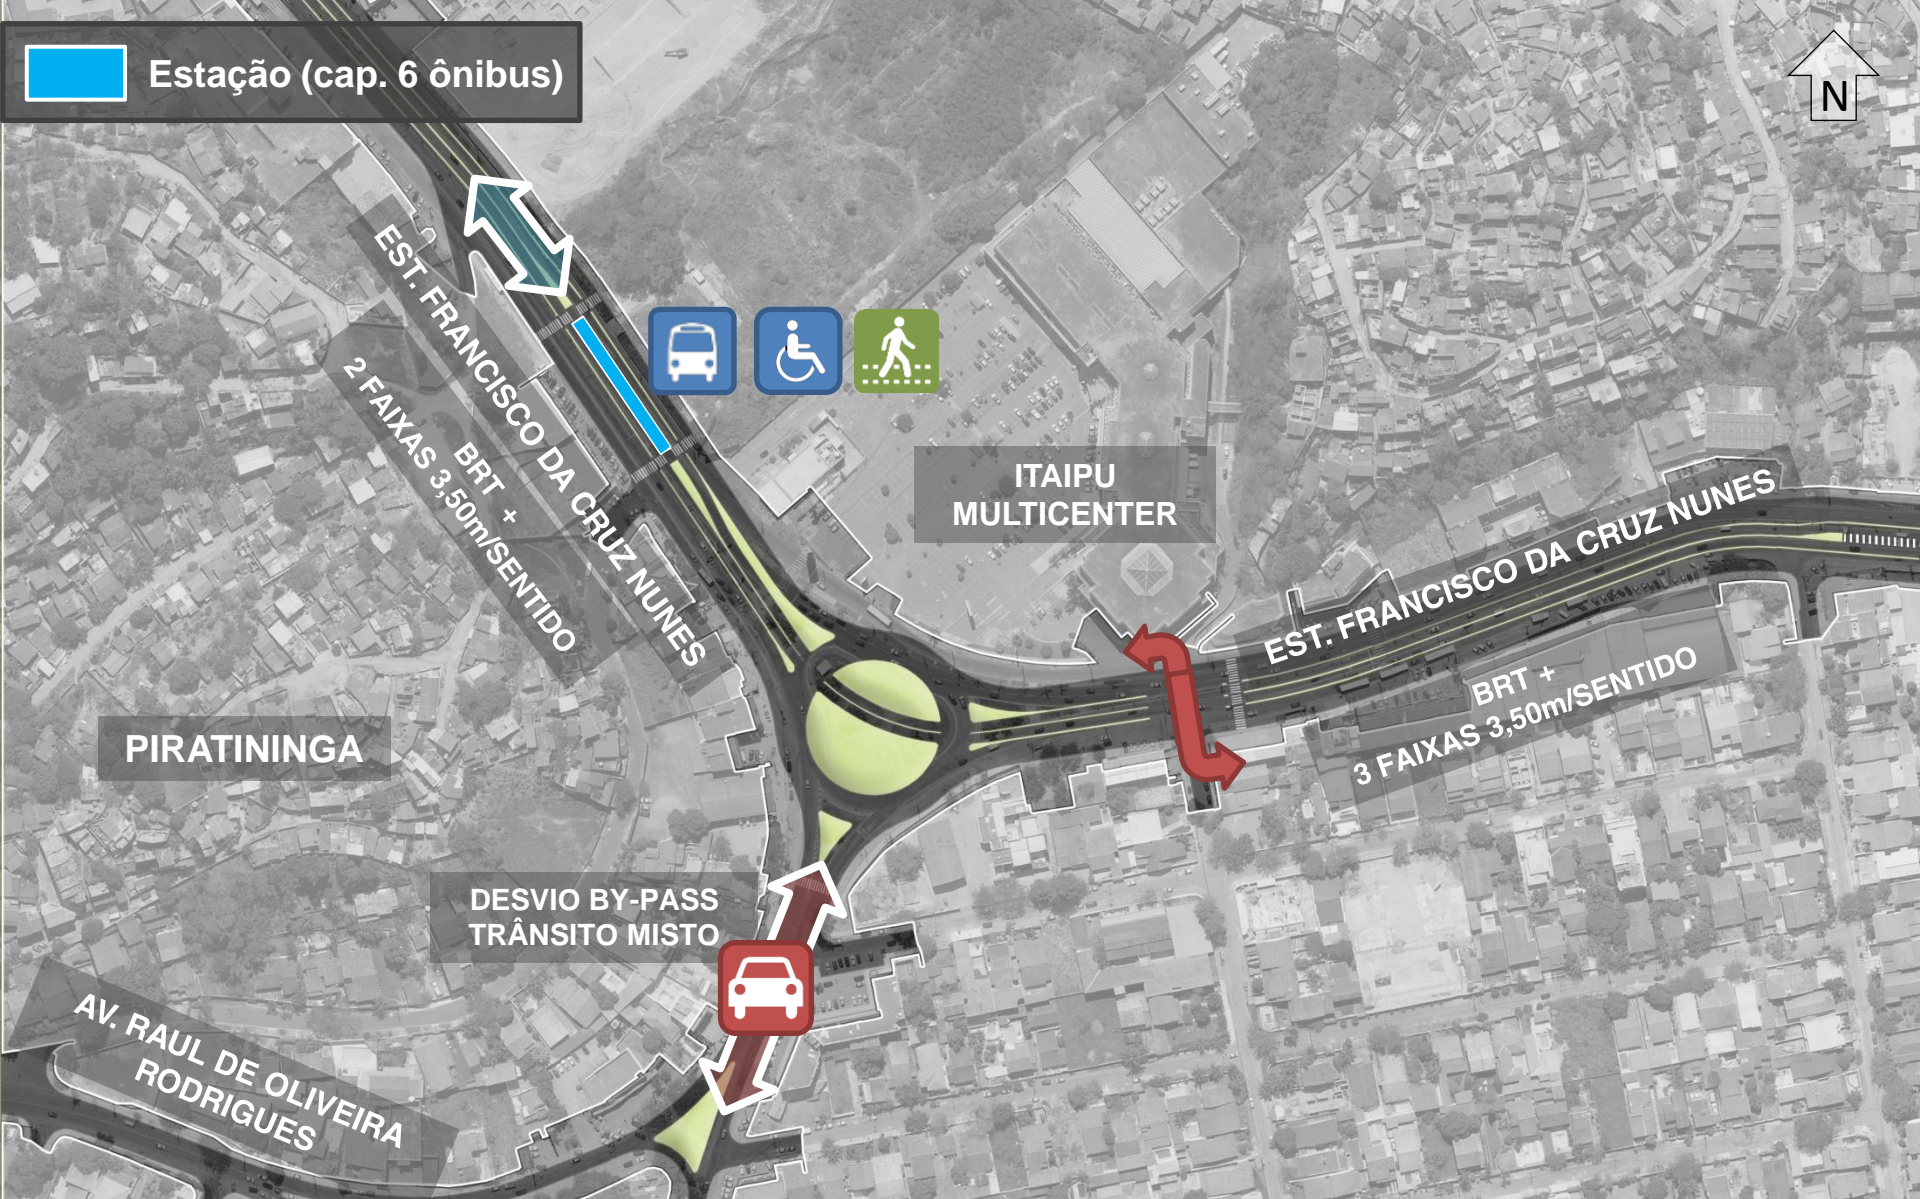 Estação (cap. 6 ônibus)
N
EST. FRANCISCO DA CRUZ NUNES
BRT +
2 FAIXAS 3,50m/SENTIDO
ITAIPU
MULTICENTER
EST. FRANCISCO DA CRUZ NUNES
BRT +
3 FAIXAS 3,50m/SENTIDO
PIRATININGA
DESVIO BY-PASS
TRÂNSITO MISTO
AV. RAUL DE OLIVEIRA
RODRIGUES